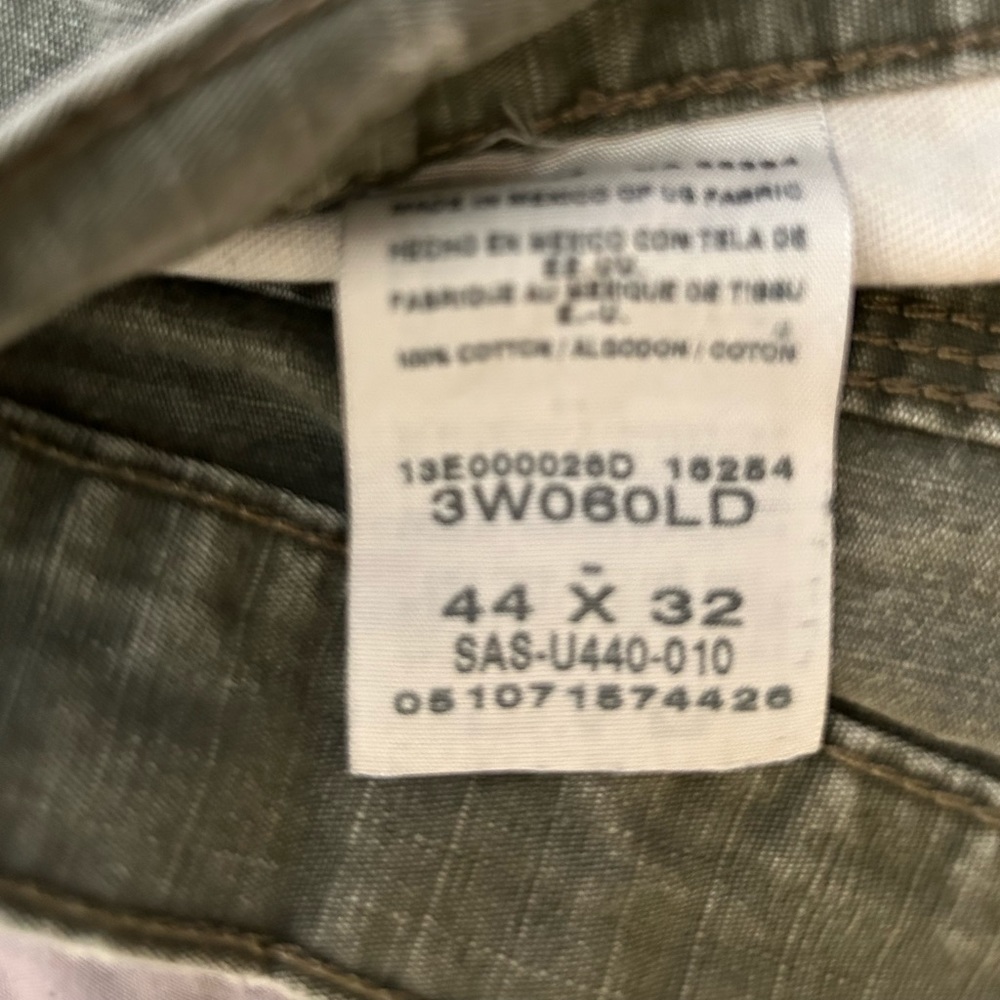 MADE IN MEXICO OF US FABRIC
HECHO EN MEXICO CON TELA DE
EE.UU.
FABRIQUE AU MEXIQUE DE TISSU
E.-U.
100% COTTON / ALGODON / COTON
13E000026D 16284
3W060LD
-
44 X 32
SAS-U440-010
051071574426